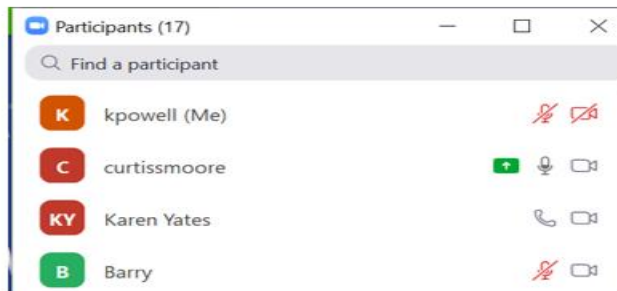 Participants (17)
Find a participant
K kpowell (Me)
C curtissmoore
KY Karen Yates
B Barry